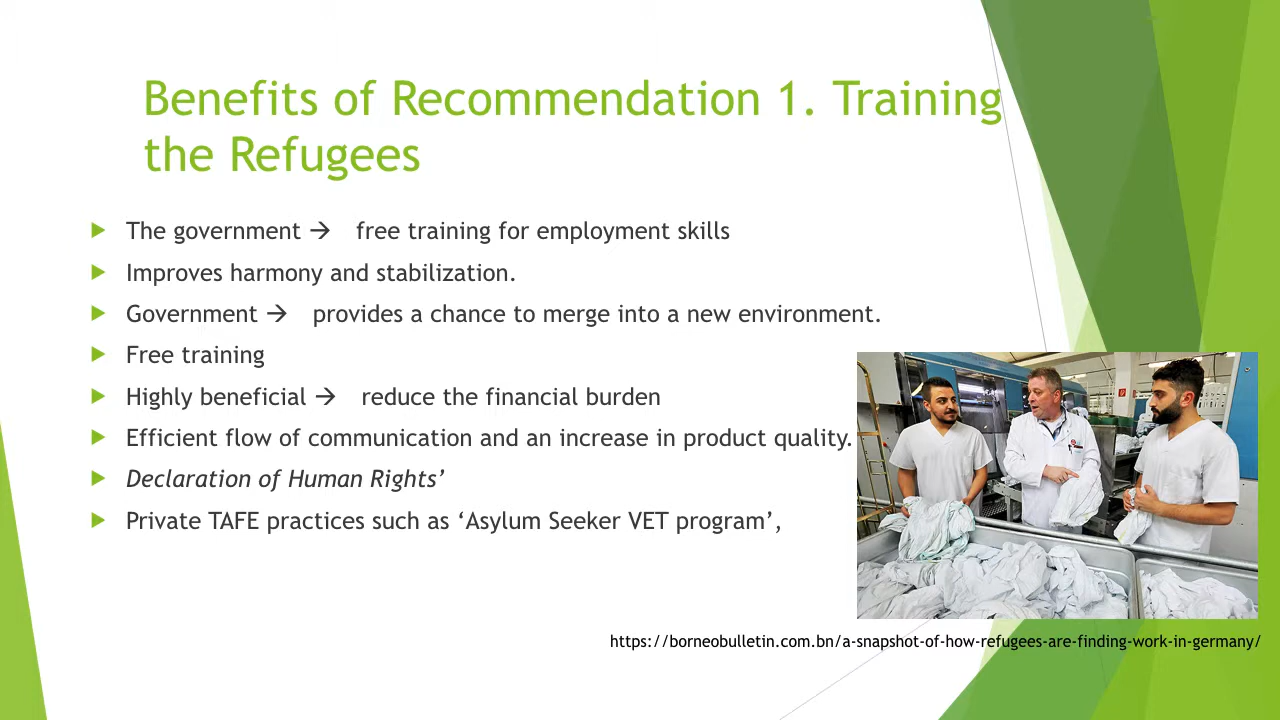 Benefits of Recommendation 1. Training
the Refugees
The government → free training for employment skills
Improves harmony and stabilization.
Government → provides a chance to merge into a new environment.
Free training
Highly beneficial → reduce the financial burden
Efficient flow of communication and an increase in product quality.
Declaration of Human Rights’
Private TAFE practices such as ‘Asylum Seeker VET program’,
https://borneobulletin.com.bn/a-snapshot-of-how-refugees-are-finding-work-in-germany/